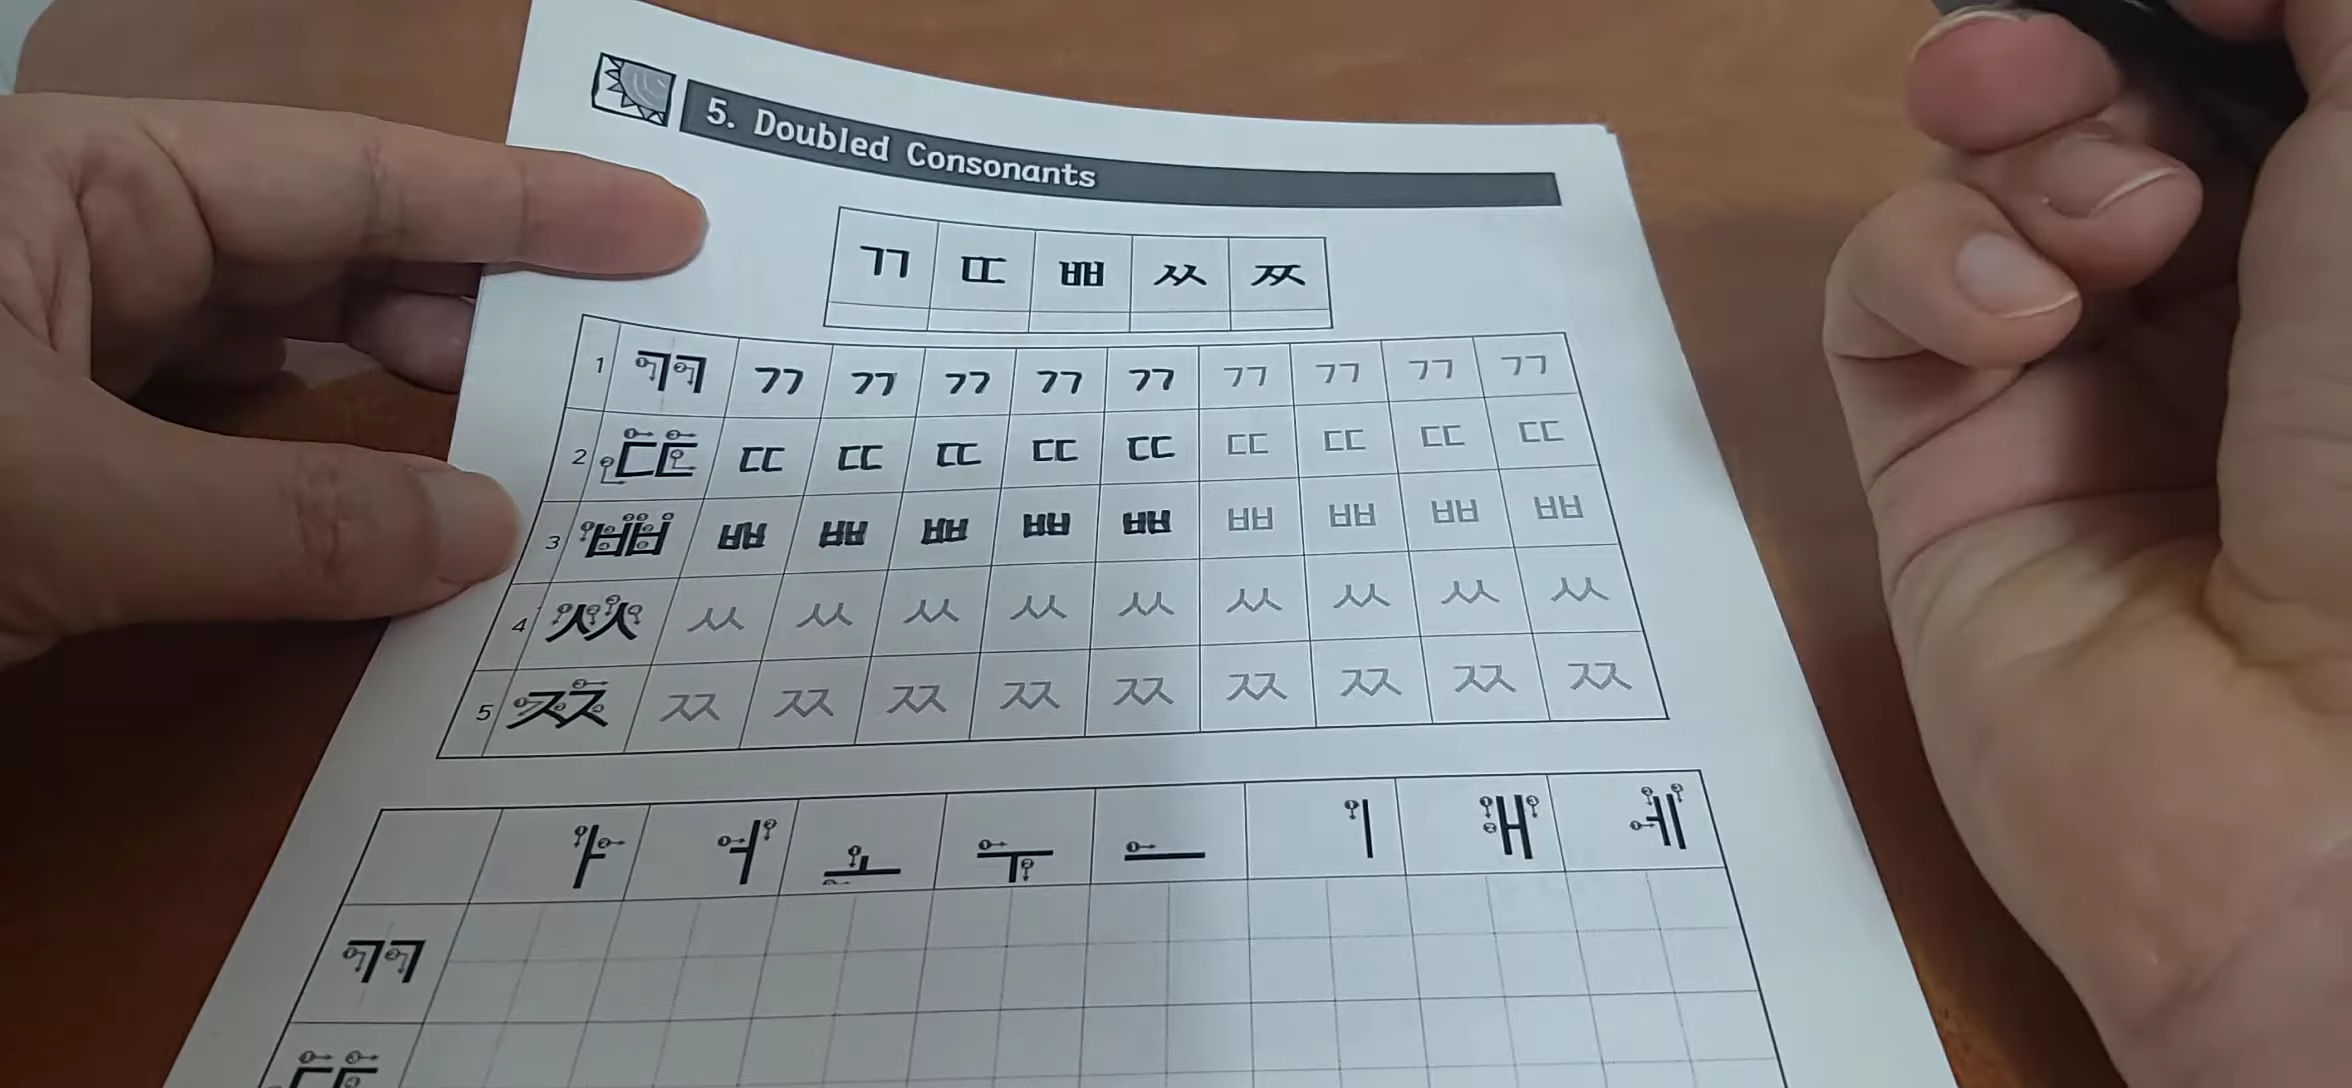 5. Doubled Consonants
ㄲ ㄸ ㅃ ㅆ ㅉ
1 ㄲ ㄲ ㄲ ㄲ ㄲ ㄲ ㄲ ㄲ ㄲ ㄲ
2 ㄸ ㄸ ㄸ ㄸ ㄸ ㄸ ㄸ ㄸ ㄸ ㄸ
3 ㅃ ㅃ ㅃ ㅃ ㅃ ㅃ ㅃ ㅃ ㅃ ㅃ
4 ㅆ ㅆ ㅆ ㅆ ㅆ ㅆ ㅆ ㅆ ㅆ ㅆ
5 ㅉ ㅉ ㅉ ㅉ ㅉ ㅉ ㅉ ㅉ ㅉ ㅉ
ㅏ ㅓ ㅗ ㅜ ㅡ ㅣ ㅐ ㅔ
ㄲ
ㄸ